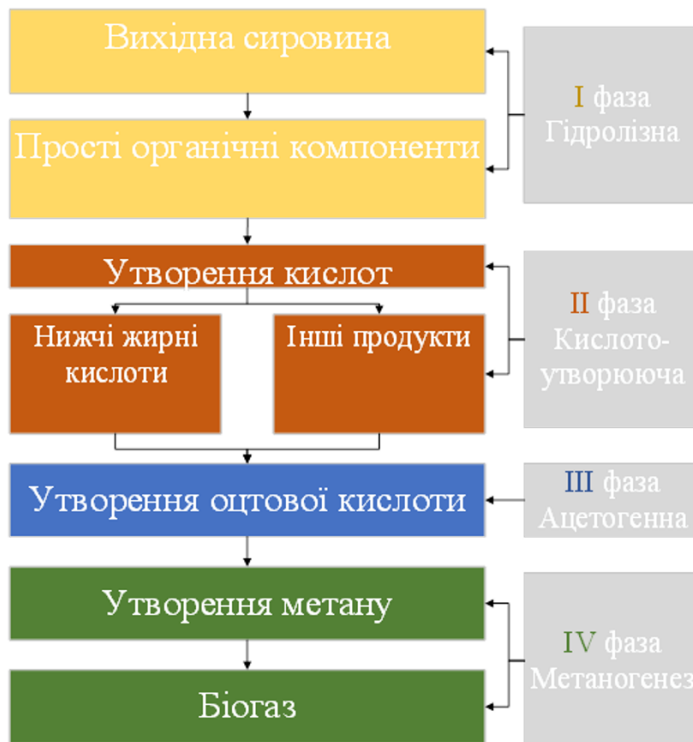 Вихідна сировина
Прості органічні компоненти
I фаза
Гідролізна
Утворення кислот
Нижчі жирні
кислоти
Інші продукти
II фаза
Кислото-
утворююча
Утворення оцтової кислоти
III фаза
Ацетогенна
Утворення метану
Біогаз
IV фаза
Метаногенез